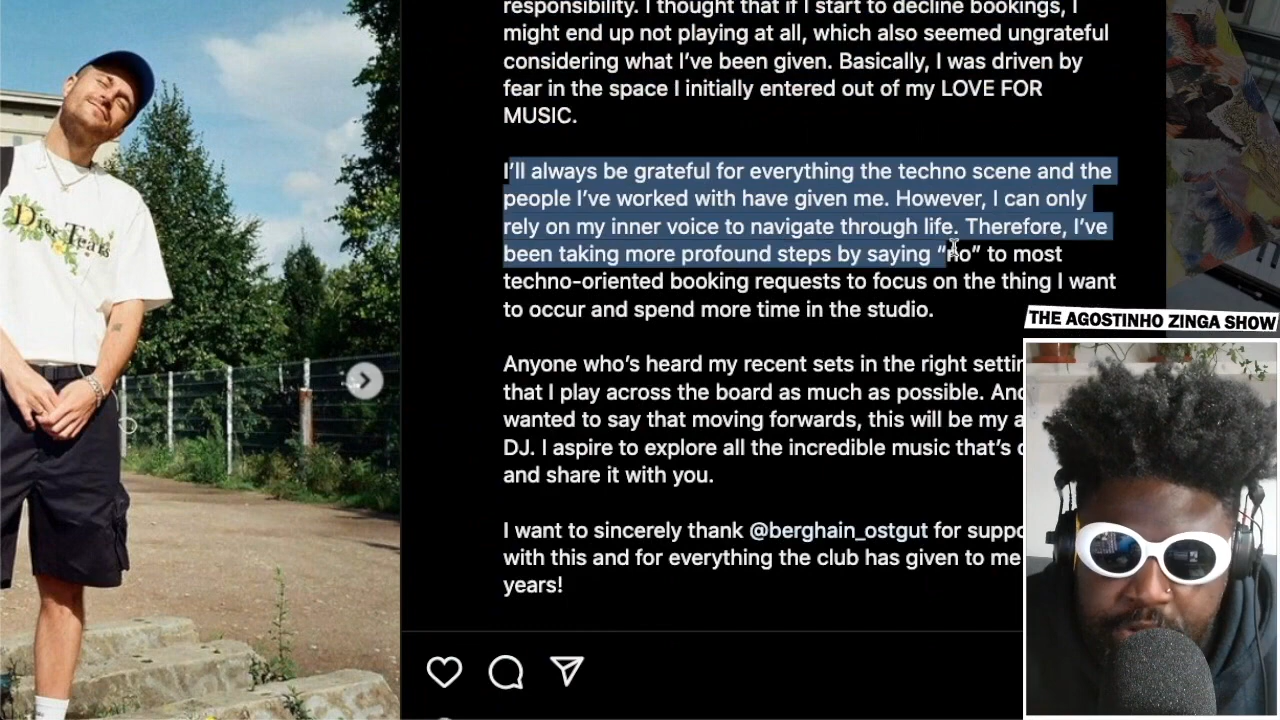 responsibility. I thought that if I start to decline bookings, I
might end up not playing at all, which also seemed ungrateful
considering what I’ve been given. Basically, I was driven by
fear in the space I initially entered out of my LOVE FOR
MUSIC.
I’ll always be grateful for everything the techno scene and the
people I’ve worked with have given me. However, I can only
rely on my inner voice to navigate through life. Therefore, I’ve
been taking more profound steps by saying “no” to most
techno-oriented booking requests to focus on the thing I want
to occur and spend more time in the studio.
Anyone who’s heard my recent sets in the right
that I play across the board as much as possible.
wanted to say that moving forwards, this will be my
DJ. I aspire to explore all the incredible music that’s
and share it with you.
I want to sincerely thank @berghain_ostgut for
with this and for everything the club has given to me
years!
THE AGOSTINHO ZINGA SHOW